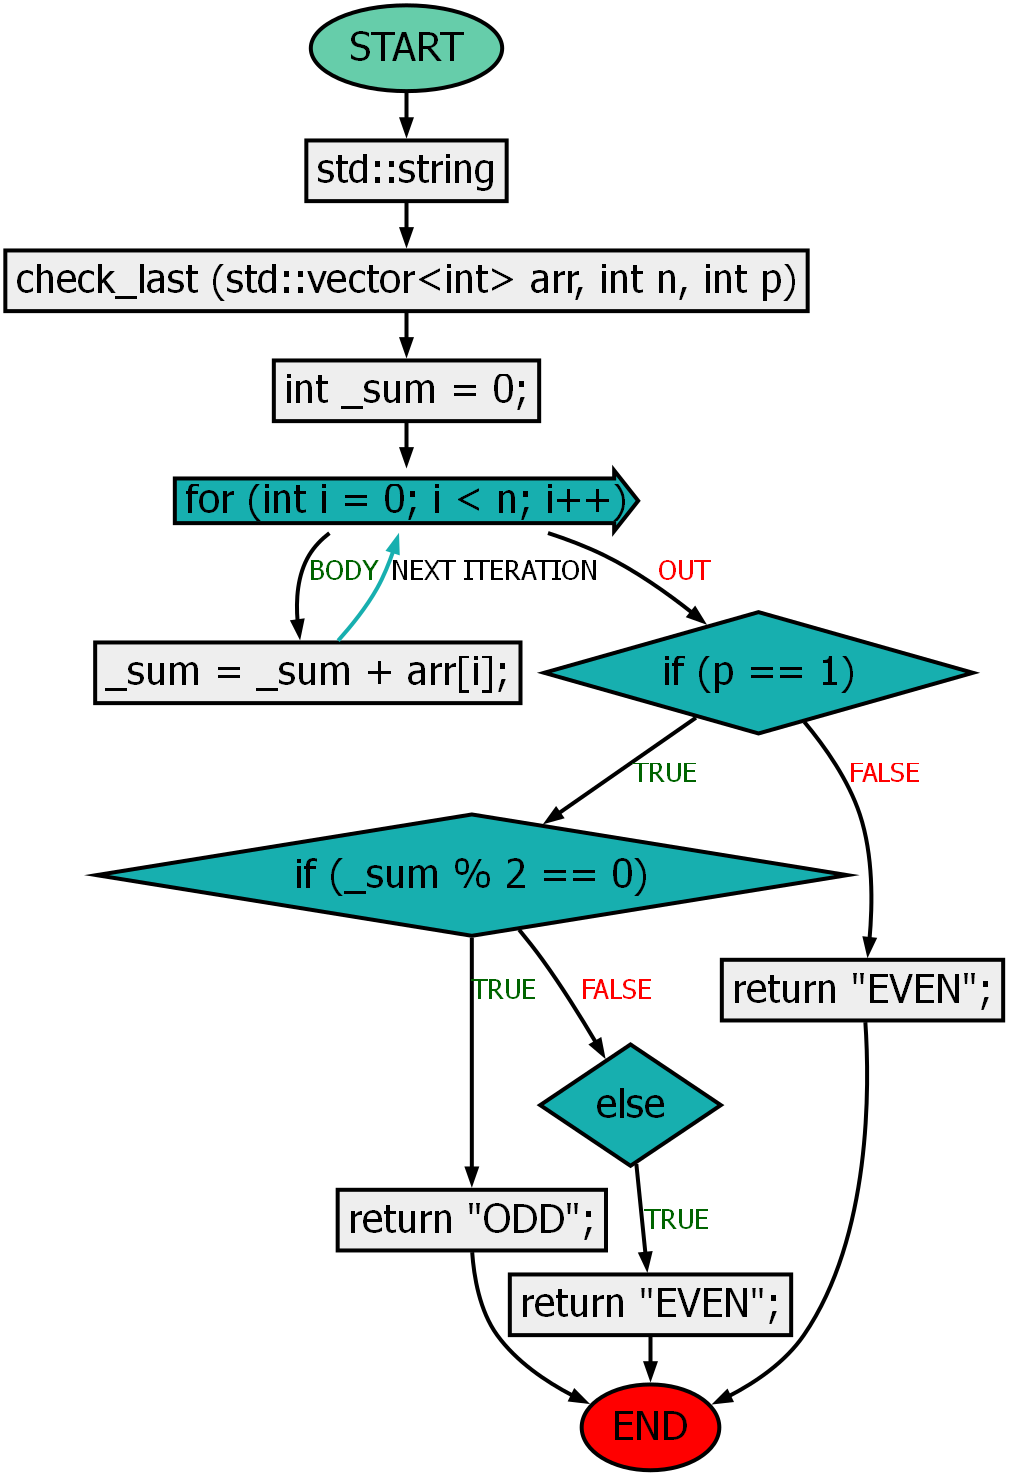 START
std::string
check_last (std::vector<int> arr, int n, int p)
int _sum = 0;
for (int i = 0; i < n; i++)
BODY
NEXT ITERATION
OUT
_sum = _sum + arr[i];
if (p == 1)
TRUE
FALSE
if (_sum % 2 == 0)
TRUE
FALSE
return "EVEN";
else
return "ODD";
TRUE
return "EVEN";
END